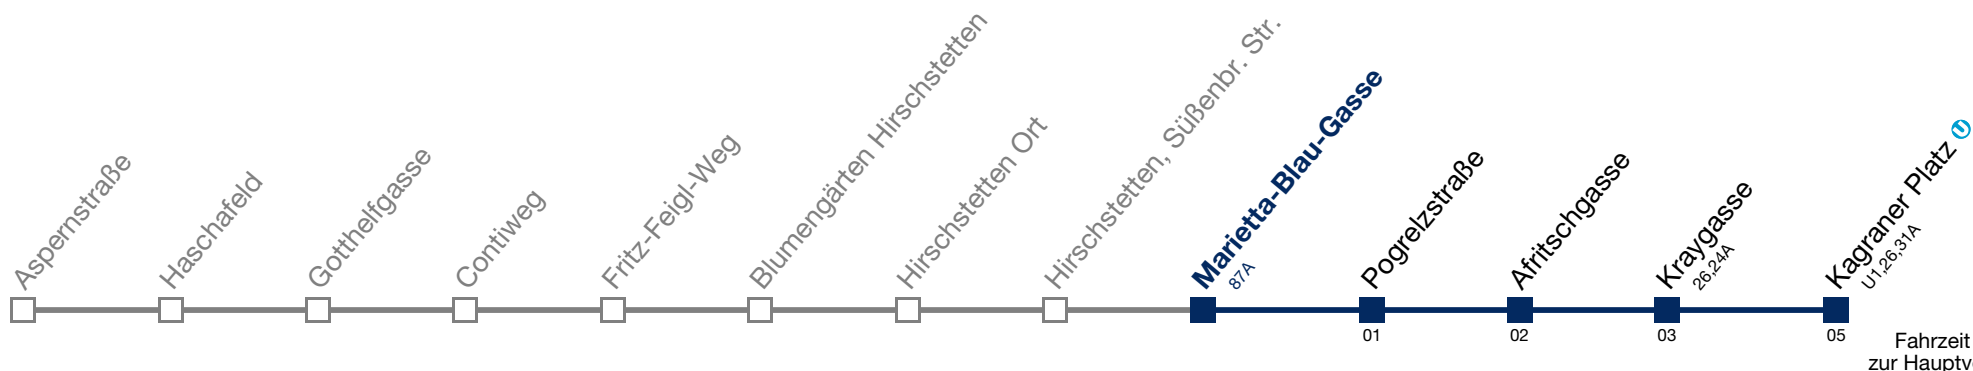 Aspernstraße
Haschafeld
Gotthelfgasse
Contiweg
Fritz-Feigl-Weg
Blumengärten Hirschstetten
Hirschstetten Ort
Hirschstetten, Süßenbr. Str.
Marietta-Blau-Gasse
87A
Pogrelzstraße
Afritschgasse
Kraygasse
26,24A
Kagraner Platz
U1,26,31A
01
02
03
05
Fahrzeit
zur